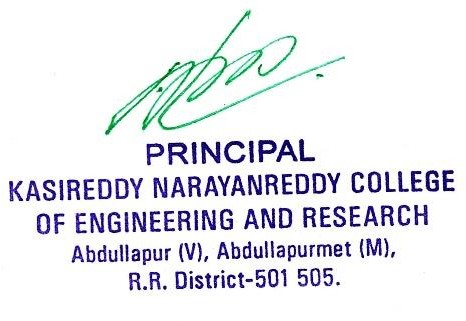 PRINCIPAL
KASIREDDY NARAYANREDDY COLLEGE
OF ENGINEERING AND RESEARCH
Abdullapur (V), Abdullapurmet (M),
R.R. District-501 505.